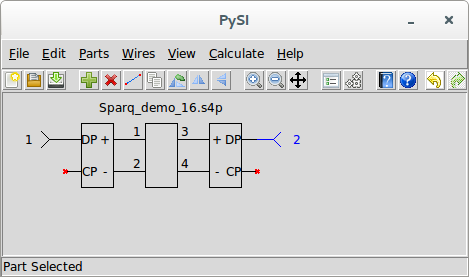 PySI
File Edit Parts Wires View Calculate Help
Sparq_demo_16.s4p
1 DP + 1 3 + DP 2
CP - 2 4 - CP
Part Selected